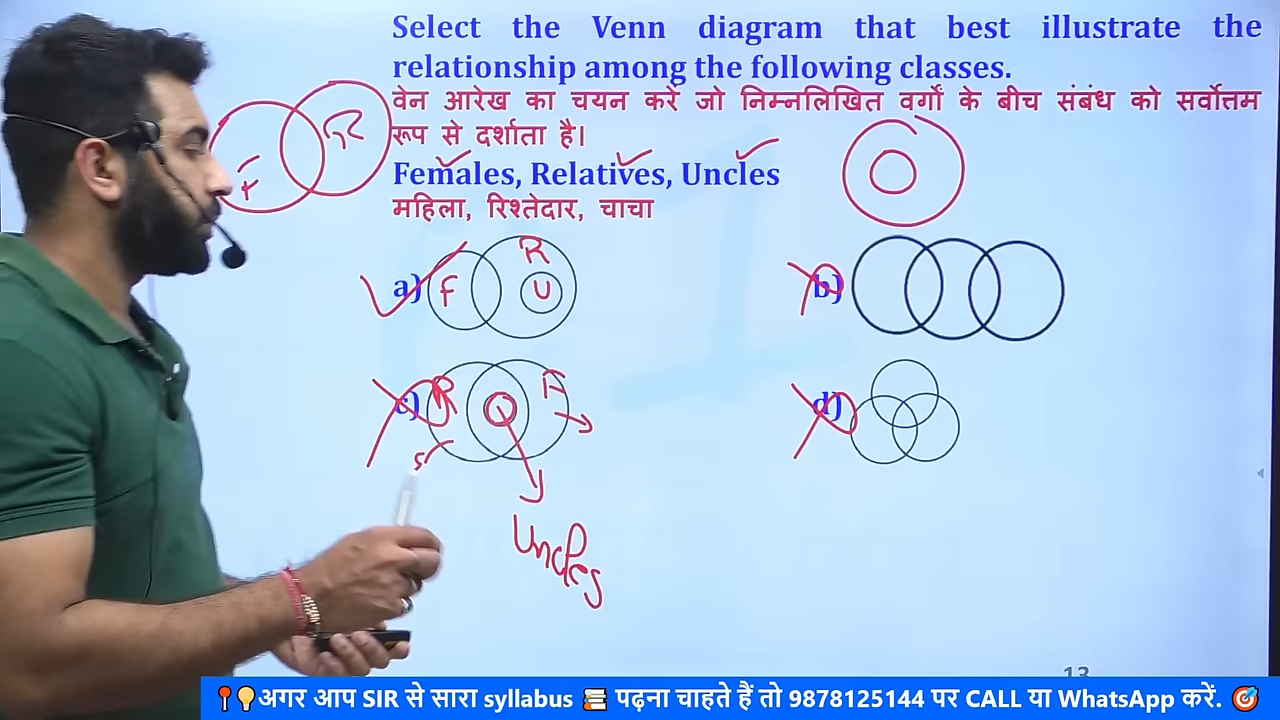 Select the Venn diagram that best illustrate the
relationship among the following classes.
वेन आरेख का चयन करें जो निम्नलिखित वर्गों के बीच संबंध को सर्वोत्तम
रूप से दर्शाता है।
Females, Relatives, Uncles
महिला, रिश्तेदार, चाचा
F R
a) F R U
b)
c) R F
d)
Uncles
13
अगर आप SIR से सारा syllabus पढ़ना चाहते हैं तो 9878125144 पर CALL या WhatsApp करें.